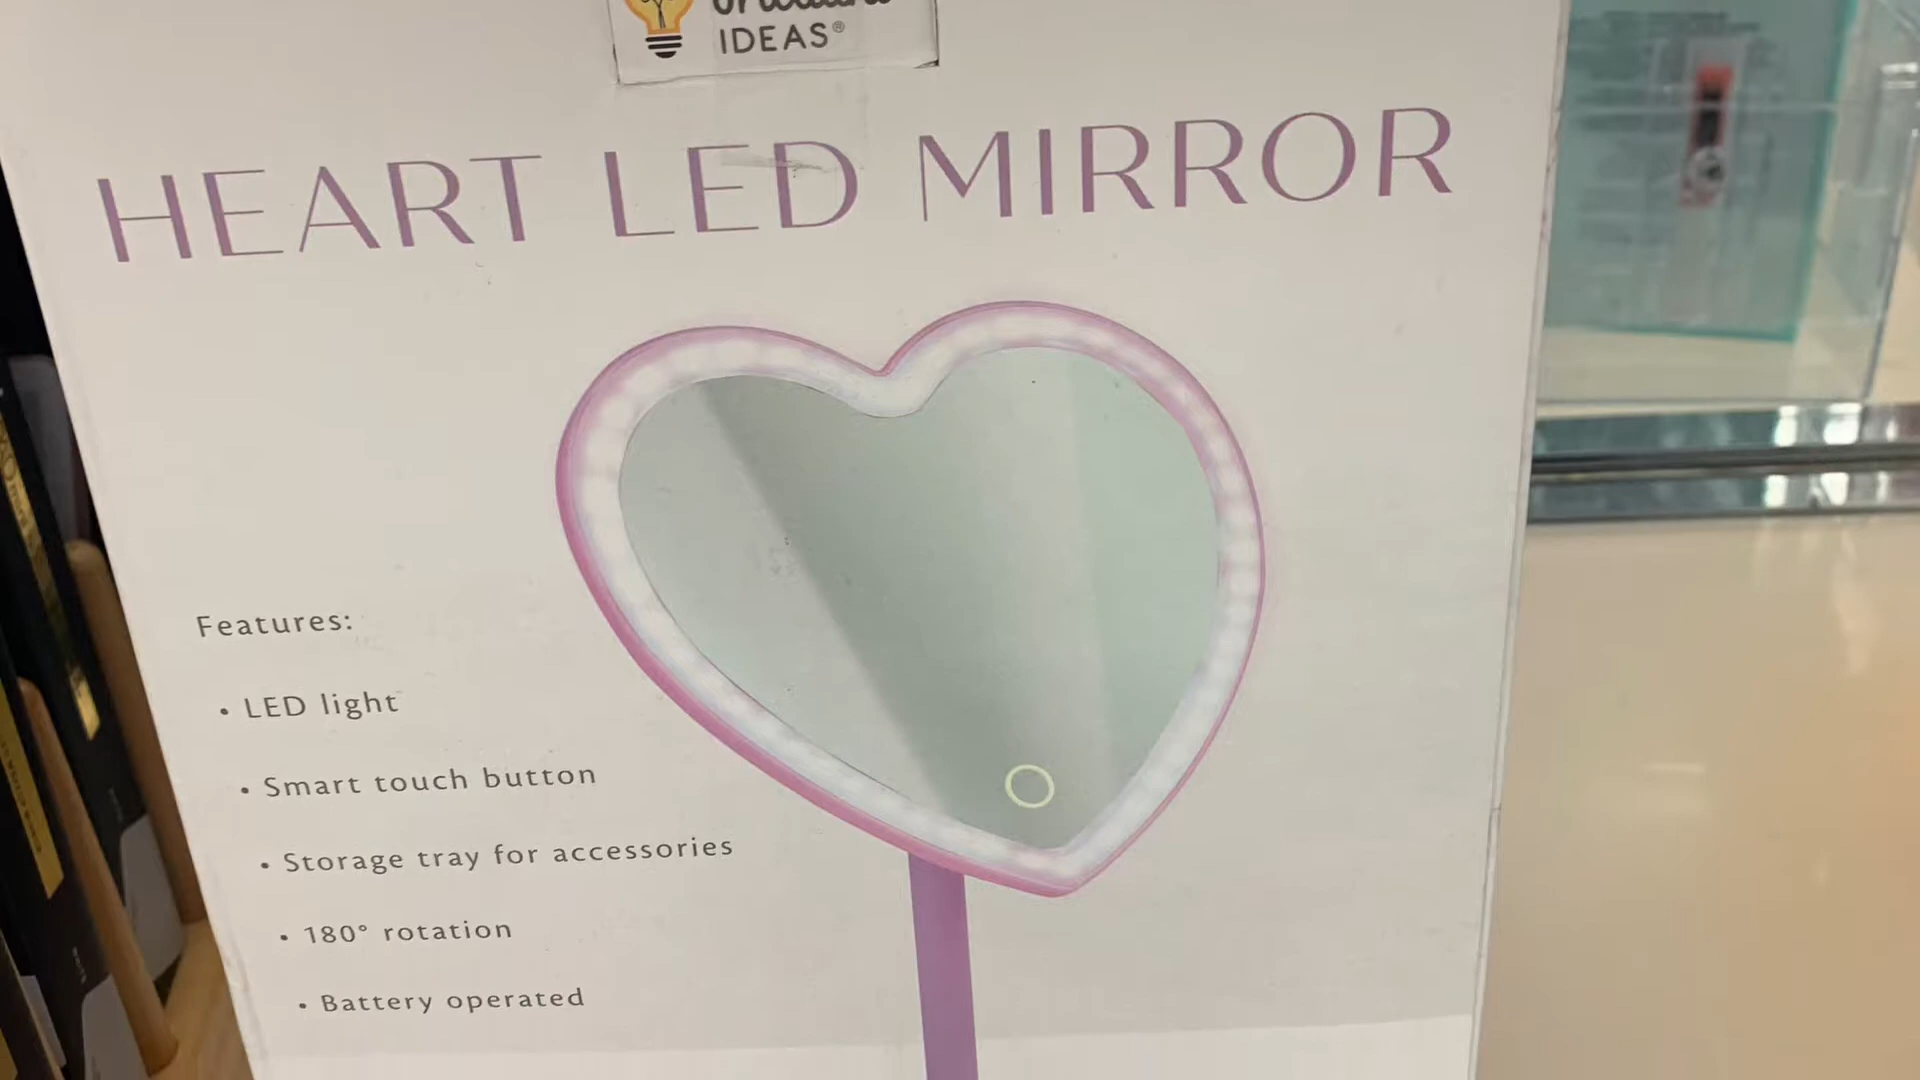 IDEAS®
HEART LED MIRROR
Features:
• LED light
• Smart touch button
• Storage tray for accessories
• 180° rotation
• Battery operated